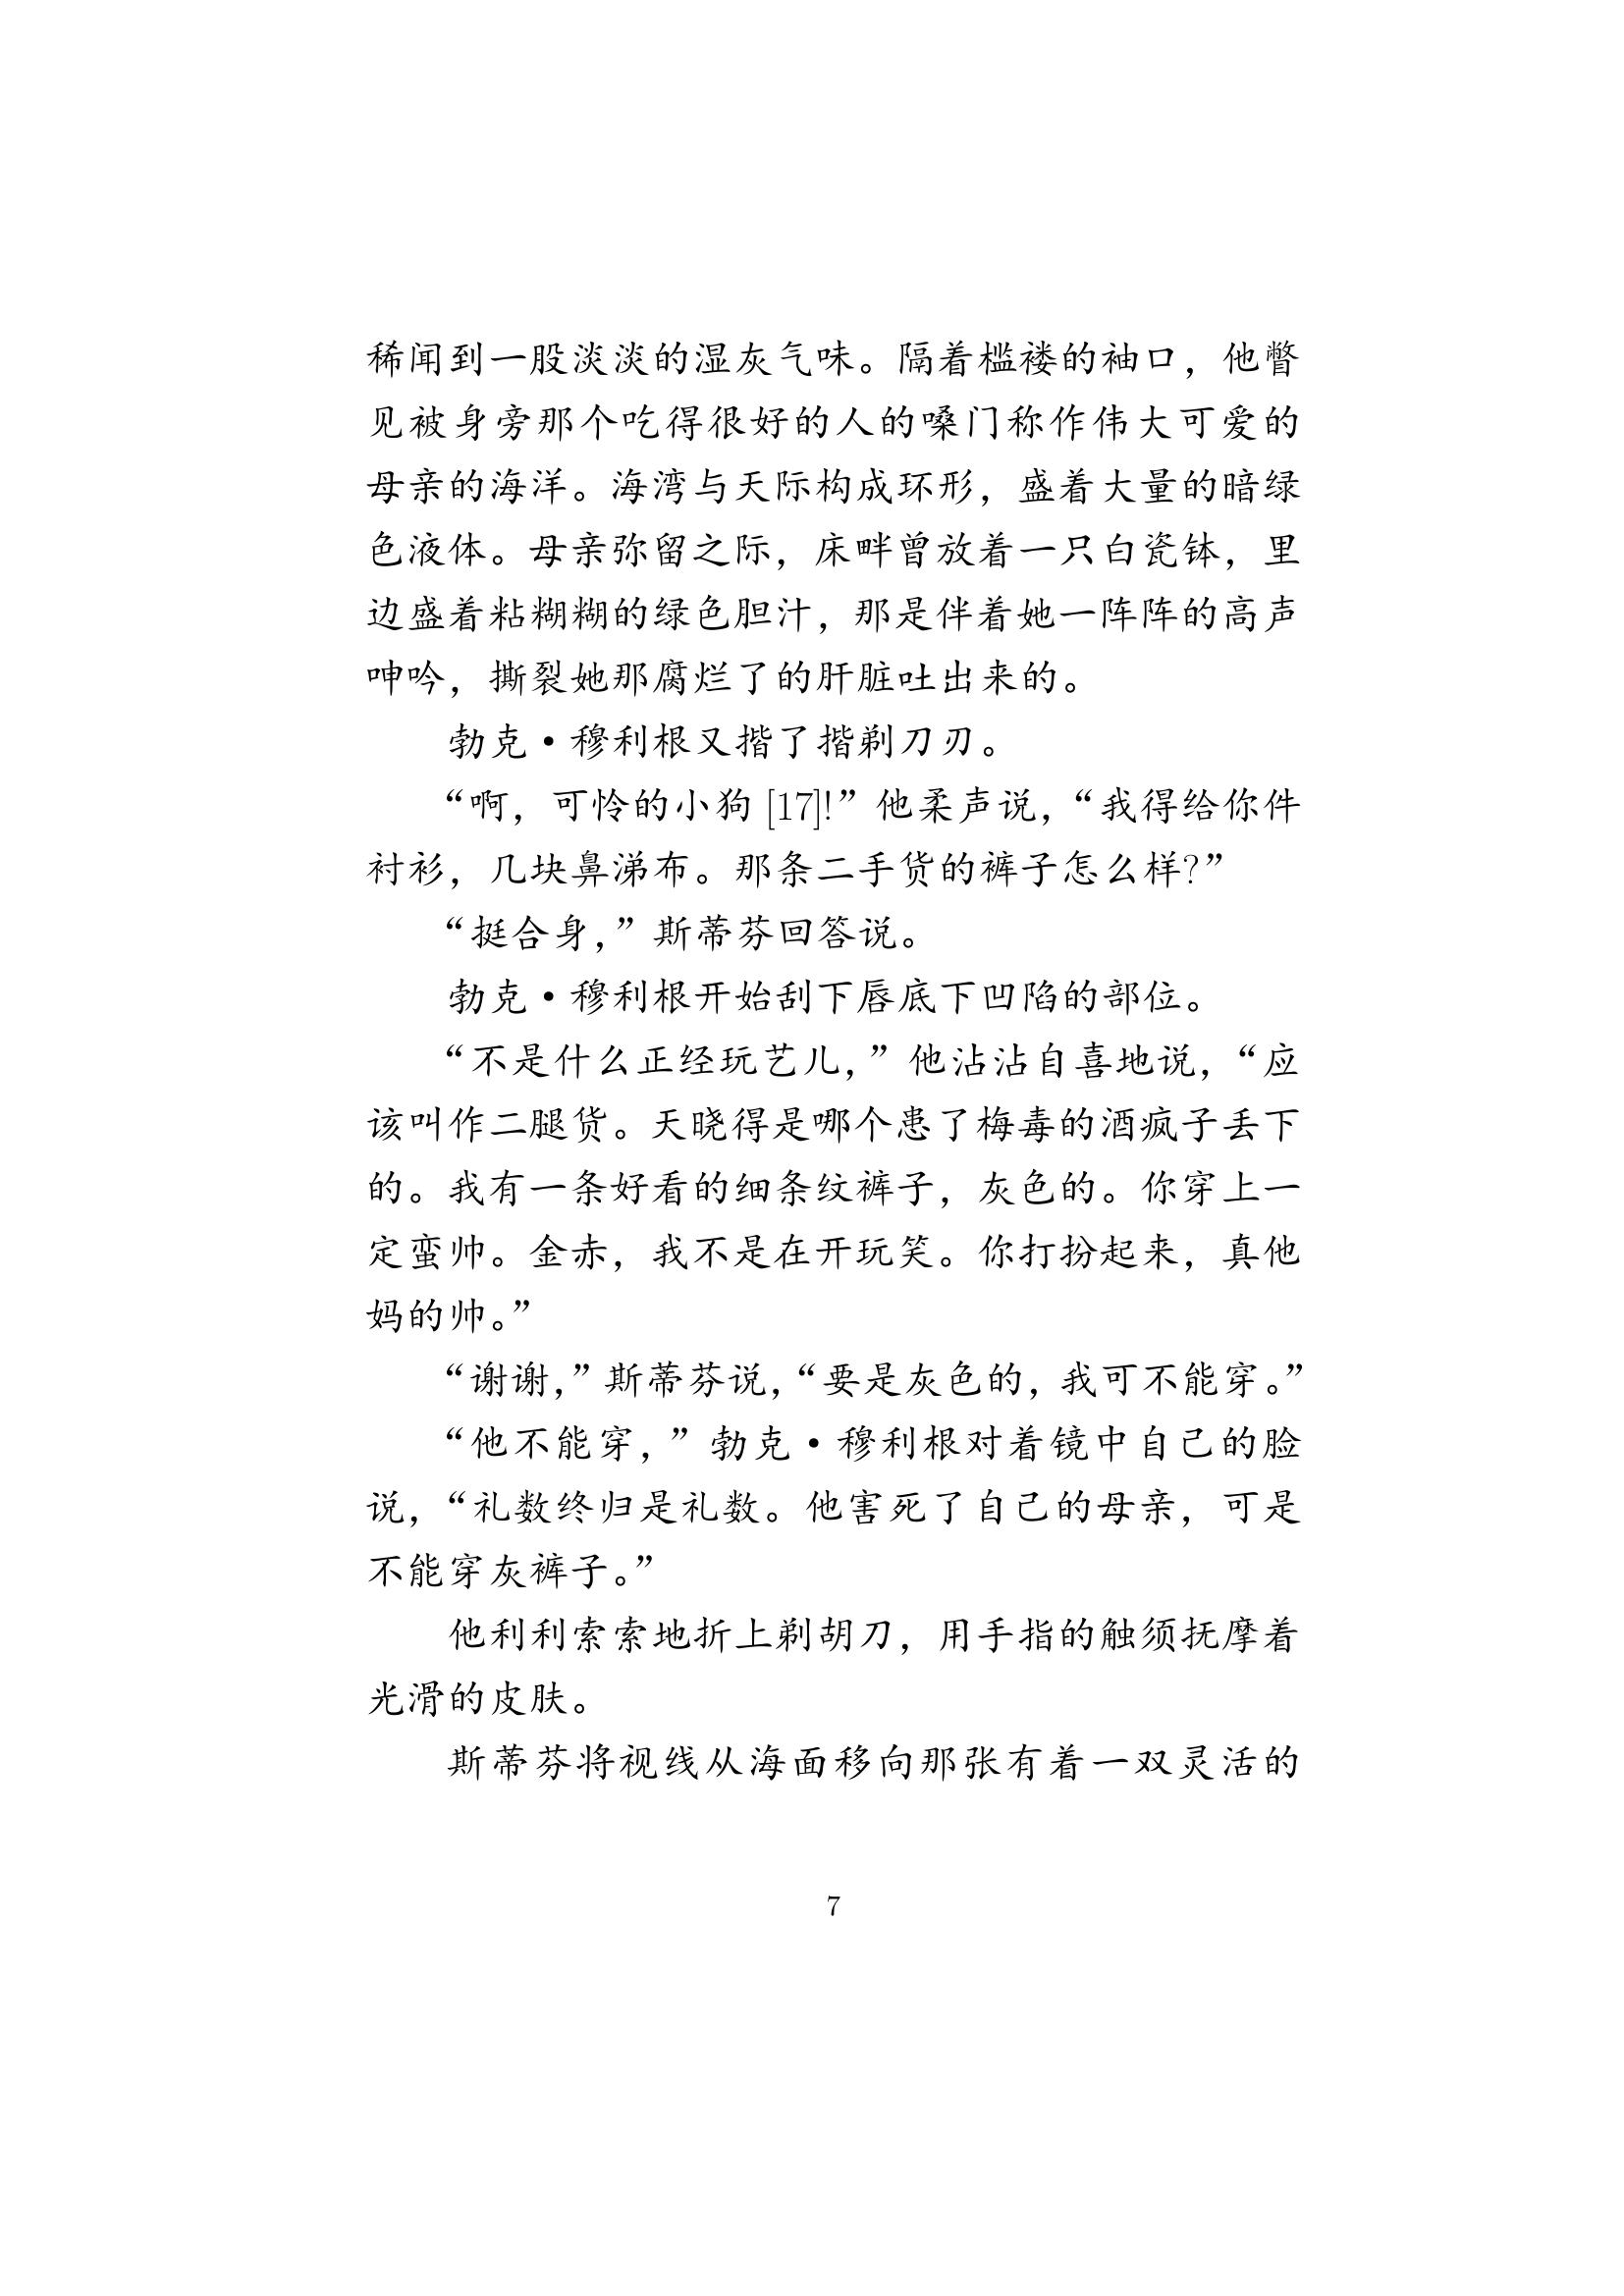 稀闻到一股淡淡的湿灰气味。隔着槛褛的袖口，他瞥
见被身旁那个吃得很好的人的嗓门称作伟大可爱的
母亲的海洋。海湾与天际构成环形，盛着大量的暗绿
色液体。母亲弥留之际，床畔曾放着一只白瓷钵，里
边盛着粘糊糊的绿色胆汁，那是伴着她一阵阵的高声
呻吟，撕裂她那腐烂了的肝脏吐出来的。
勃克·穆利根又揩了揩剃刀刃。
“啊，可怜的小狗 [17]!”他柔声说，“我得给你件
衬衫，几块鼻涕布。那条二手货的裤子怎么样?”
“挺合身，”斯蒂芬回答说。
勃克·穆利根开始刮下唇底下凹陷的部位。
“不是什么正经玩艺儿，”他沾沾自喜地说，“应
该叫作二腿货。天晓得是哪个患了梅毒的酒疯子丢下
的。我有一条好看的细条纹裤子，灰色的。你穿上一
定蛮帅。金赤，我不是在开玩笑。你打扮起来，真他
妈的帅。”
“谢谢，”斯蒂芬说，“要是灰色的，我可不能穿。”
“他不能穿，”勃克·穆利根对着镜中自己的脸
说，“礼数终归是礼数。他害死了自己的母亲，可是
不能穿灰裤子。”
他利利索索地折上剃胡刀，用手指的触须抚摩着
光滑的皮肤。
斯蒂芬将视线从海面移向那张有着一双灵活的
7